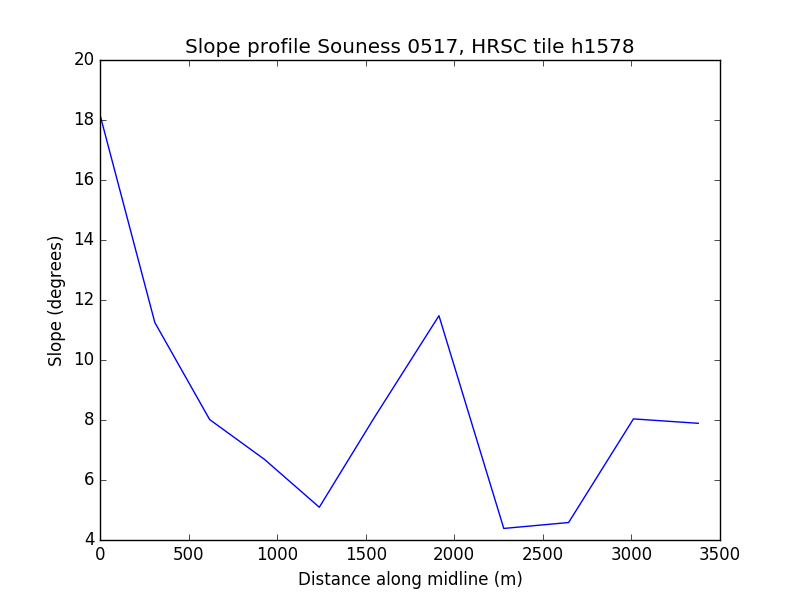 Slope profile Souness 0517, HRSC tile h1578
20
18
16
14
12
10
8
6
4
Slope (degrees)
0 500 1000 1500 2000 2500 3000 3500
Distance along midline (m)